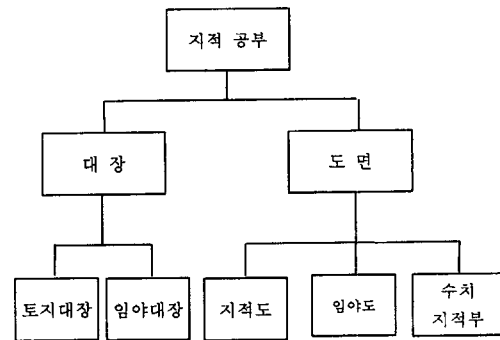 지적 공부
대 장
도 면
토지대장
임야대장
지적도
임야도
수치
지적부